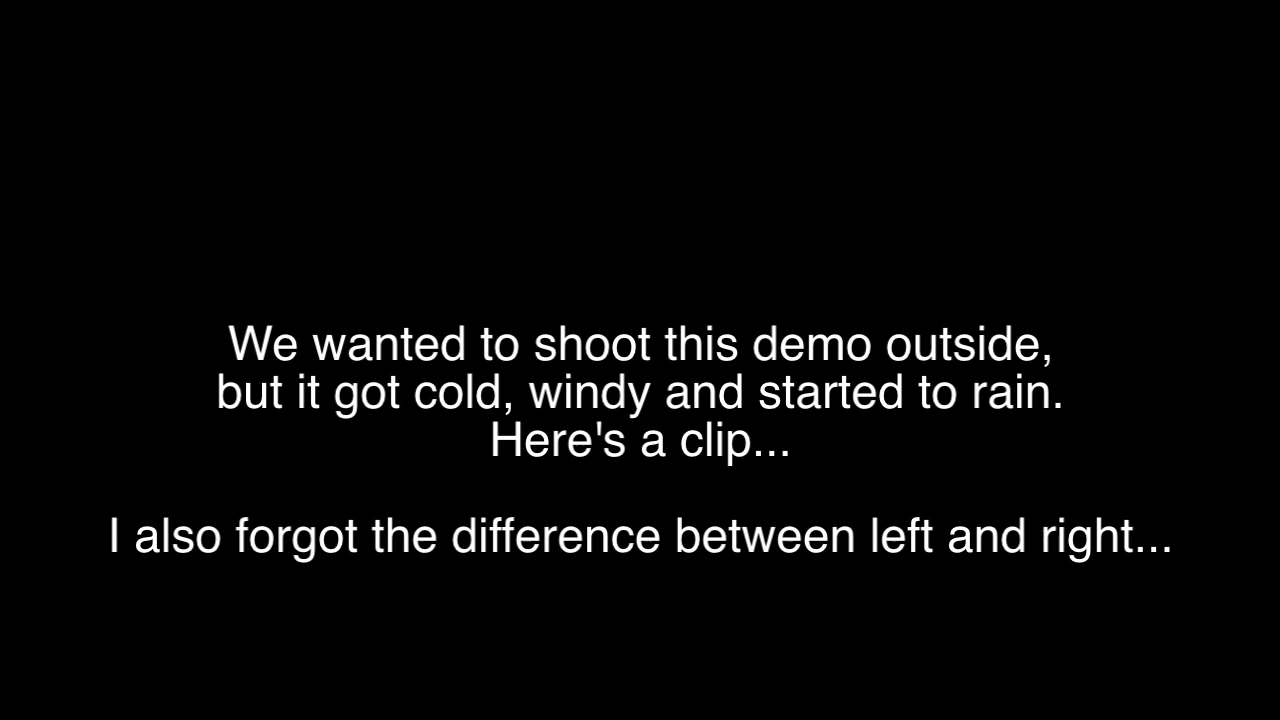 We wanted to shoot this demo outside,
but it got cold, windy and started to rain.
Here's a clip...
I also forgot the difference between left and right...